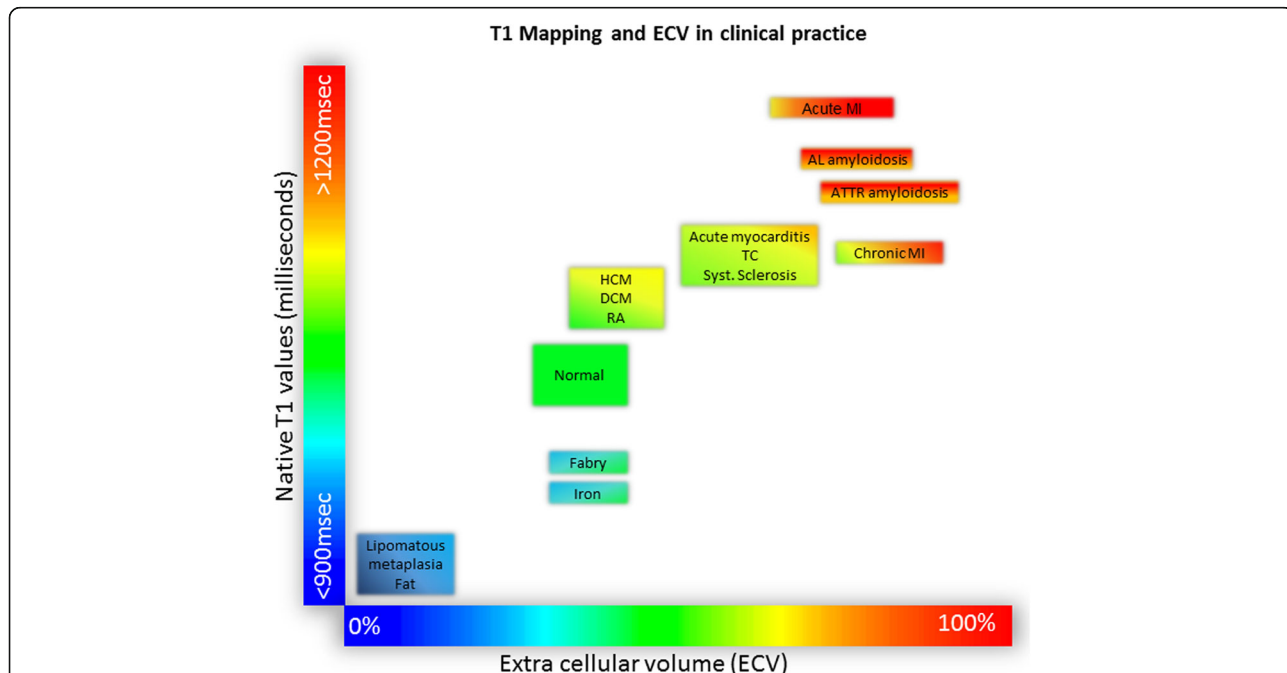 T1 Mapping and ECV in clinical practice
Native T1 values (milliseconds)
>1200msec
<900msec
Acute MI
AL amyloidosis
ATTR amyloidosis
Acute myocarditis
TC
Syst. Sclerosis
Chronic MI
HCM
DCM
RA
Normal
Fabry
Iron
Lipomatous
metaplasia
Fat
0%
100%
Extra cellular volume (ECV)